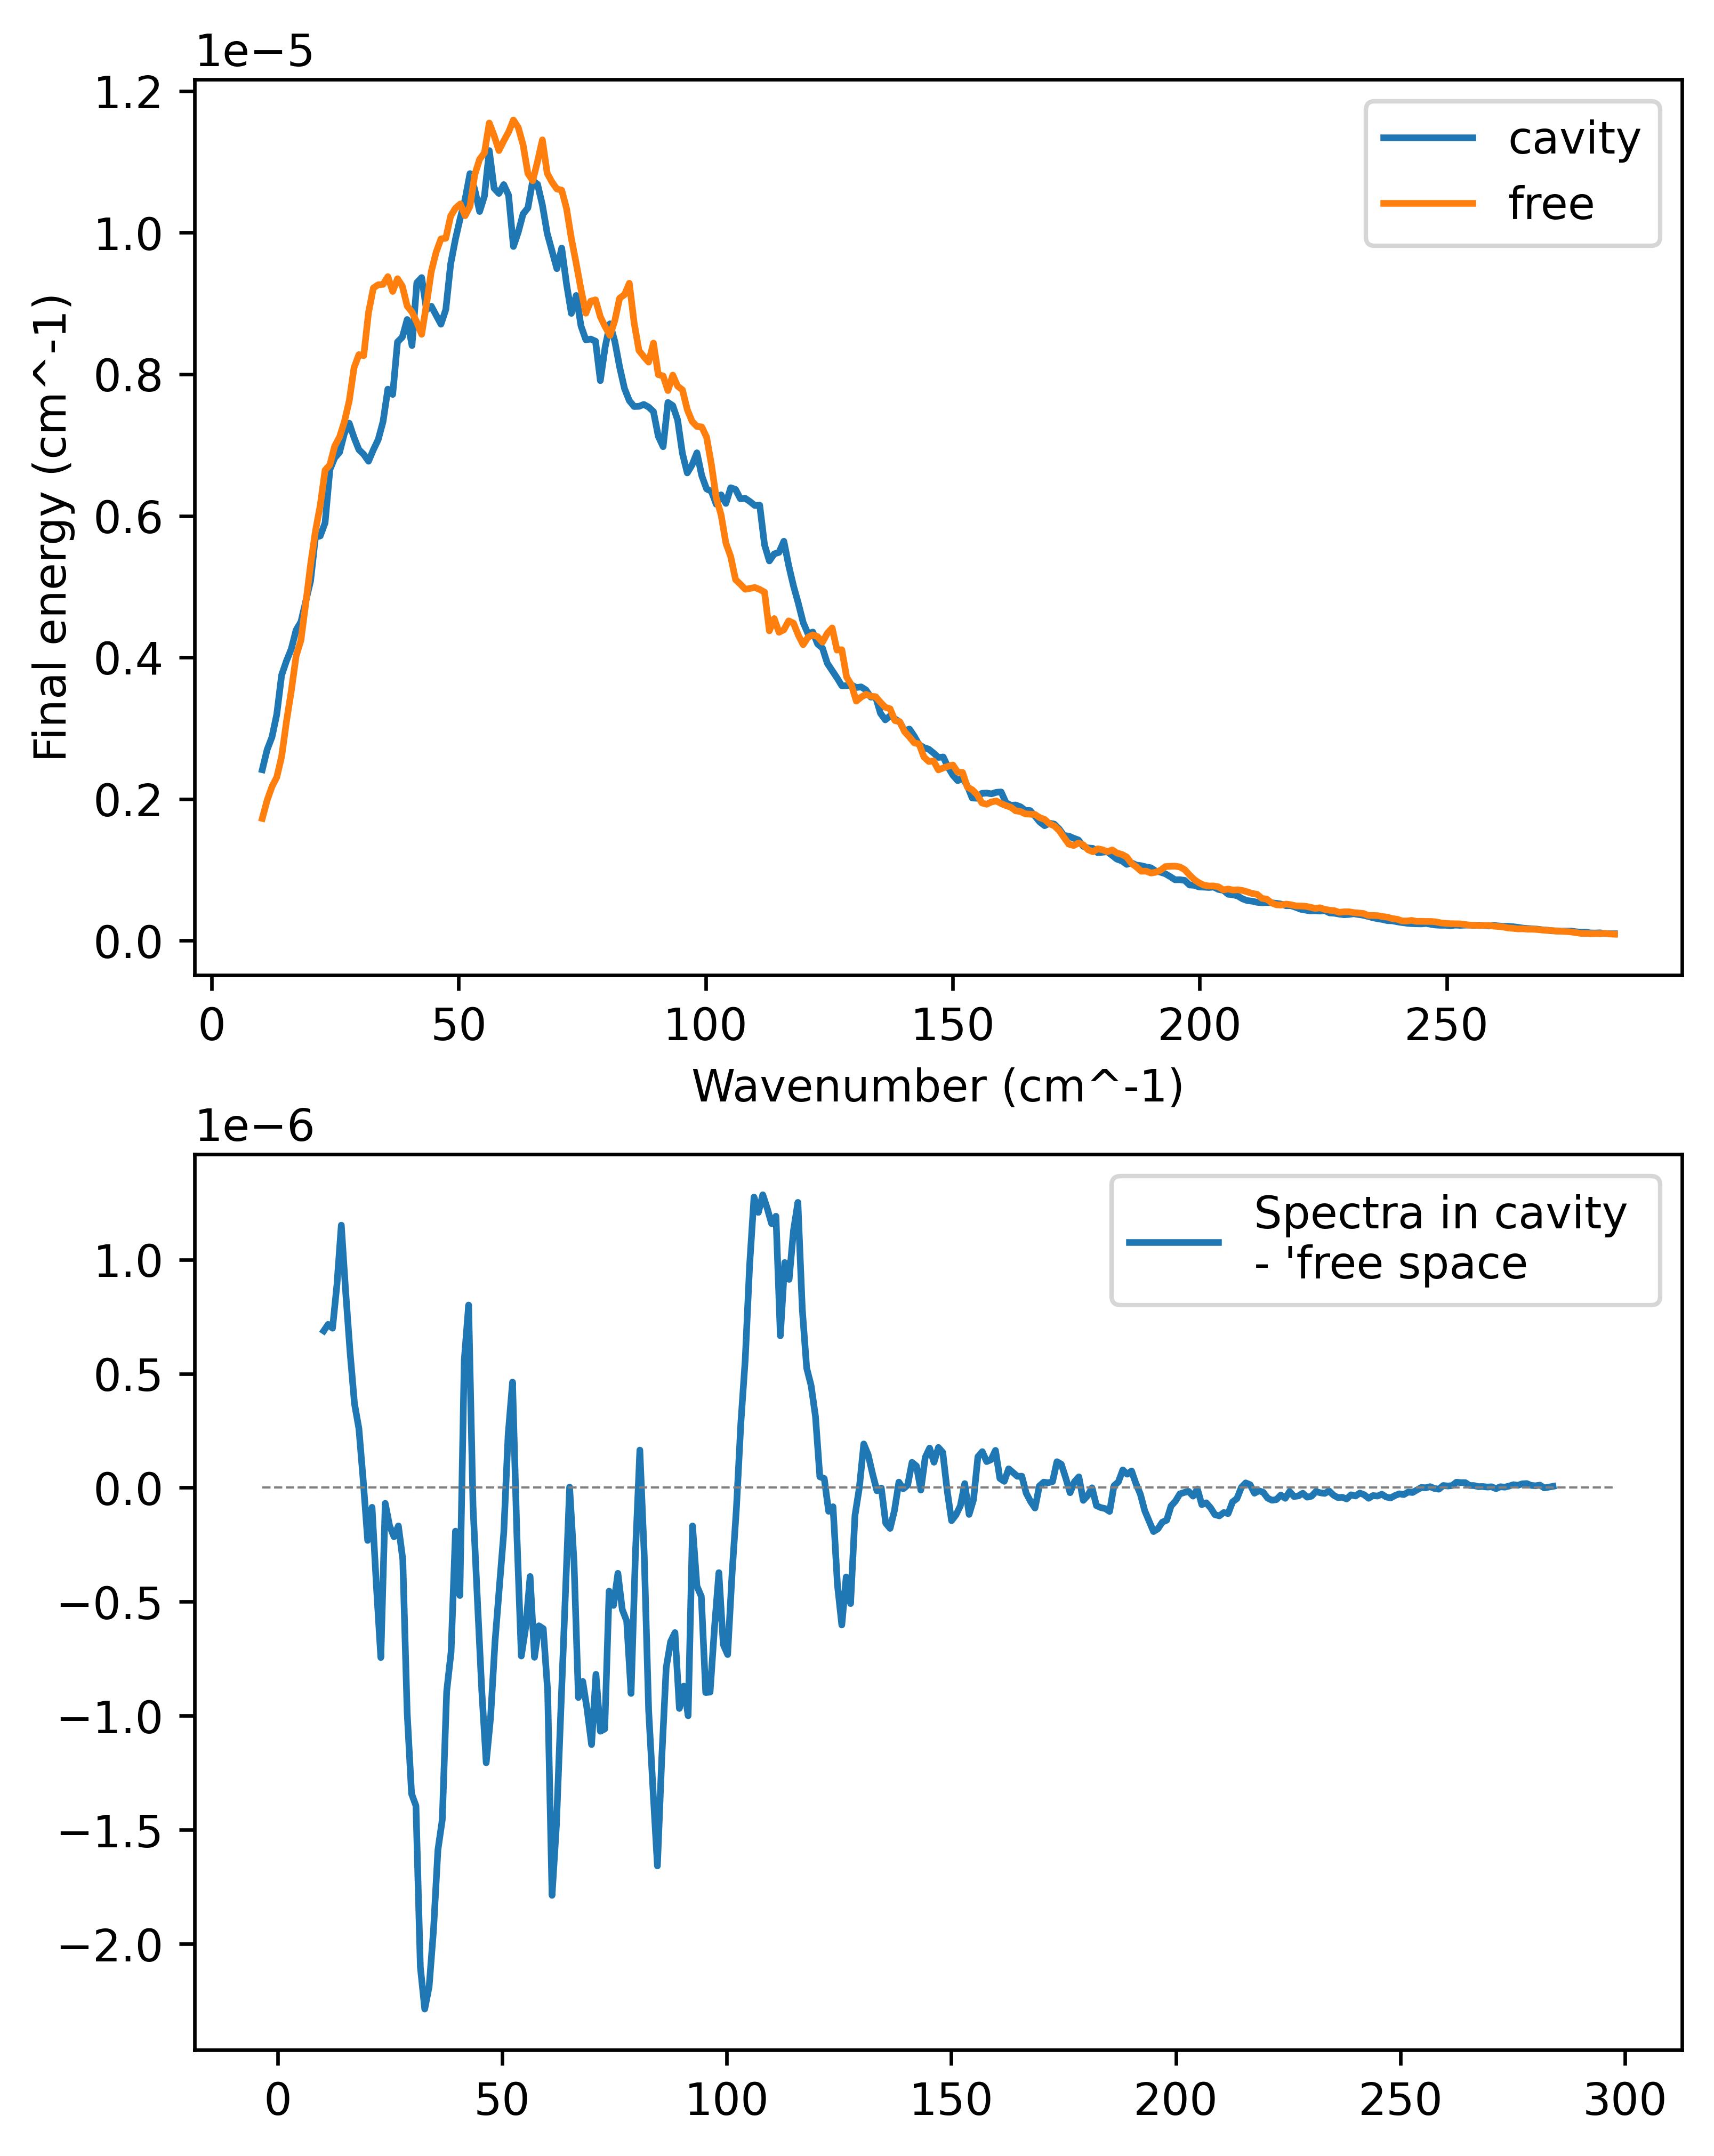 1e−5
1.2
1.0
0.8
0.6
0.4
0.2
0.0
Final energy (cm^-1)
cavity
free
0 50 100 150 200 250
Wavenumber (cm^-1)
1e−6
1.0
0.5
0.0
−0.5
−1.0
−1.5
−2.0
Spectra in cavity
- 'free space
0 50 100 150 200 250 300